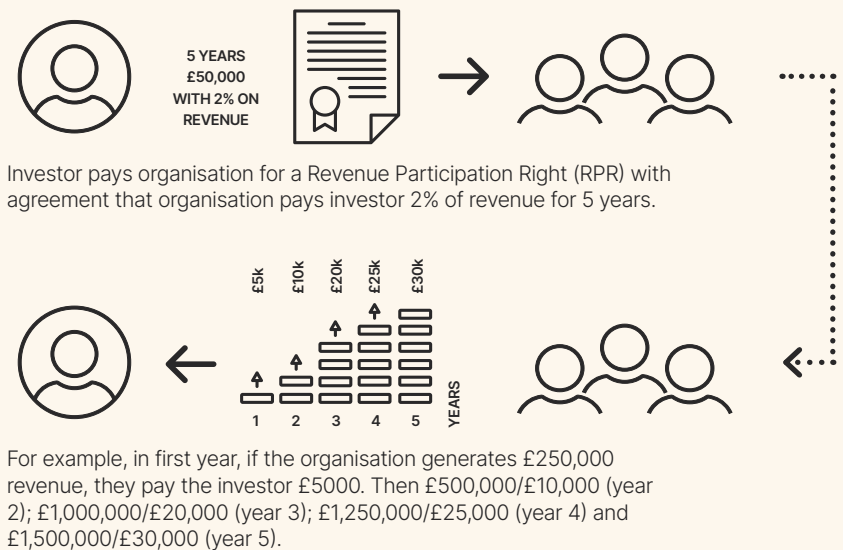 5 YEARS
£50,000
WITH 2% ON
REVENUE
Investor pays organisation for a Revenue Participation Right (RPR) with
agreement that organisation pays investor 2% of revenue for 5 years.
£5k
£10k
£20k
£25k
£30k
1 2 3 4 5
YEARS
For example, in first year, if the organisation generates £250,000
revenue, they pay the investor £5000. Then £500,000/£10,000 (year
2); £1,000,000/£20,000 (year 3); £1,250,000/£25,000 (year 4) and
£1,500,000/£30,000 (year 5).